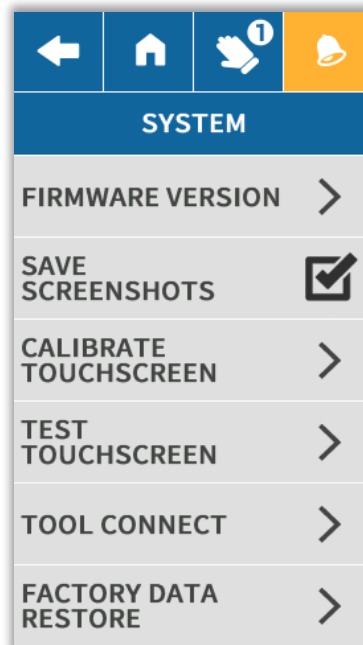 1
SYSTEM
FIRMWARE VERSION
SAVE
SCREENSHOTS
CALIBRATE
TOUCHSCREEN
TEST
TOUCHSCREEN
TOOL CONNECT
FACTORY DATA
RESTORE